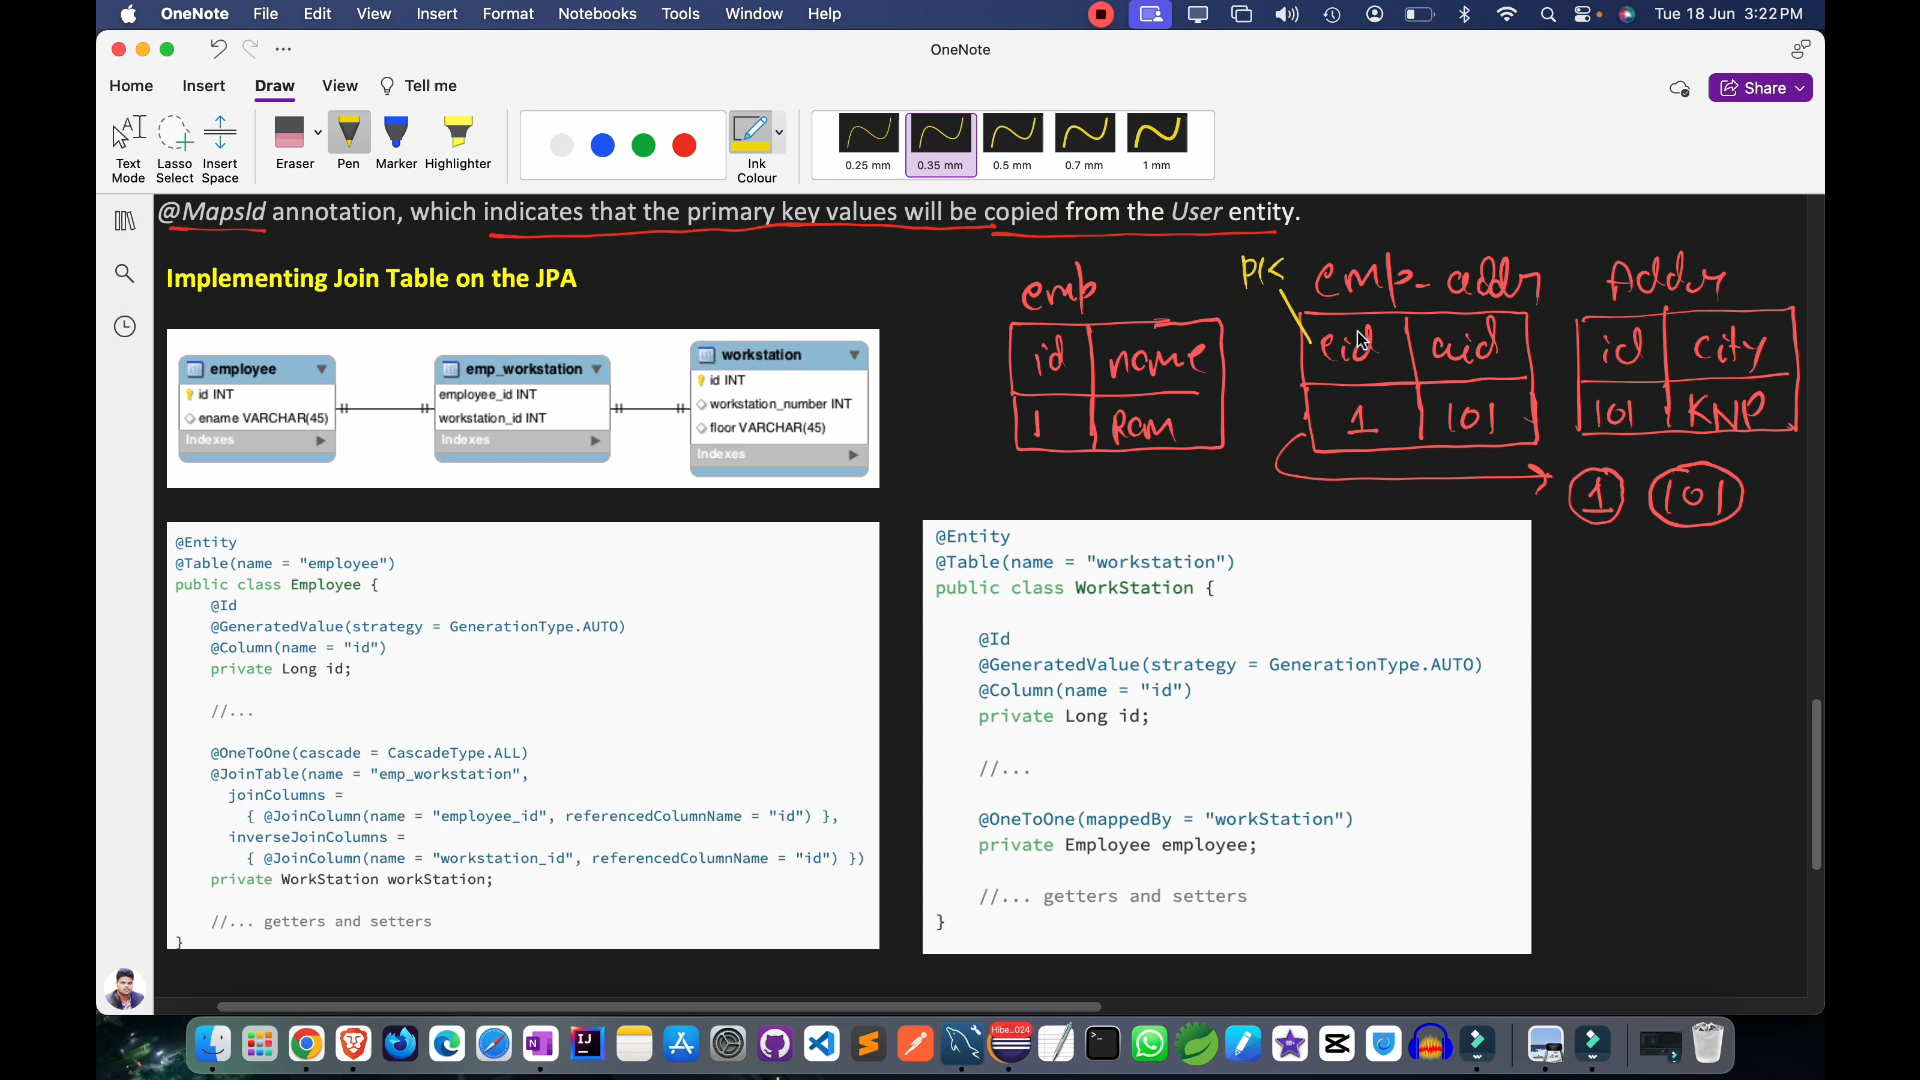 OneNote File Edit View Insert Format Notebooks Tools Window Help Tue 18 Jun 3:22 PM
OneNote
Home Insert Draw View Tell me Share
Text Mode
Lasso Select
Insert Space
Eraser
Pen
Marker
Highlighter
Ink Colour
0.25 mm
0.35 mm
0.5 mm
0.7 mm
1 mm
@MapsId annotation, which indicates that the primary key values will be copied from the User entity.
Implementing Join Table on the JPA
employee
id INT
ename VARCHAR(45)
Indexes
emp_workstation
employee_id INT
workstation_id INT
Indexes
workstation
id INT
workstation_number INT
floor VARCHAR(45)
Indexes
emp
id name
1 Ram
PK
emp_addr
eid aid
1 101
Addr
id city
101 KNP
1 101
@Entity
@Table(name = "employee")
public class Employee {
@Id
@GeneratedValue(strategy = GenerationType.AUTO)
@Column(name = "id")
private Long id;
//...
@OneToOne(cascade = CascadeType.ALL)
@JoinTable(name = "emp_workstation",
joinColumns =
{ @JoinColumn(name = "employee_id", referencedColumnName = "id") },
inverseJoinColumns =
{ @JoinColumn(name = "workstation_id", referencedColumnName = "id") })
private WorkStation workStation;
//... getters and setters
}
@Entity
@Table(name = "workstation")
public class WorkStation {
@Id
@GeneratedValue(strategy = GenerationType.AUTO)
@Column(name = "id")
private Long id;
//...
@OneToOne(mappedBy = "workStation")
private Employee employee;
//... getters and setters
}
Hibe...024